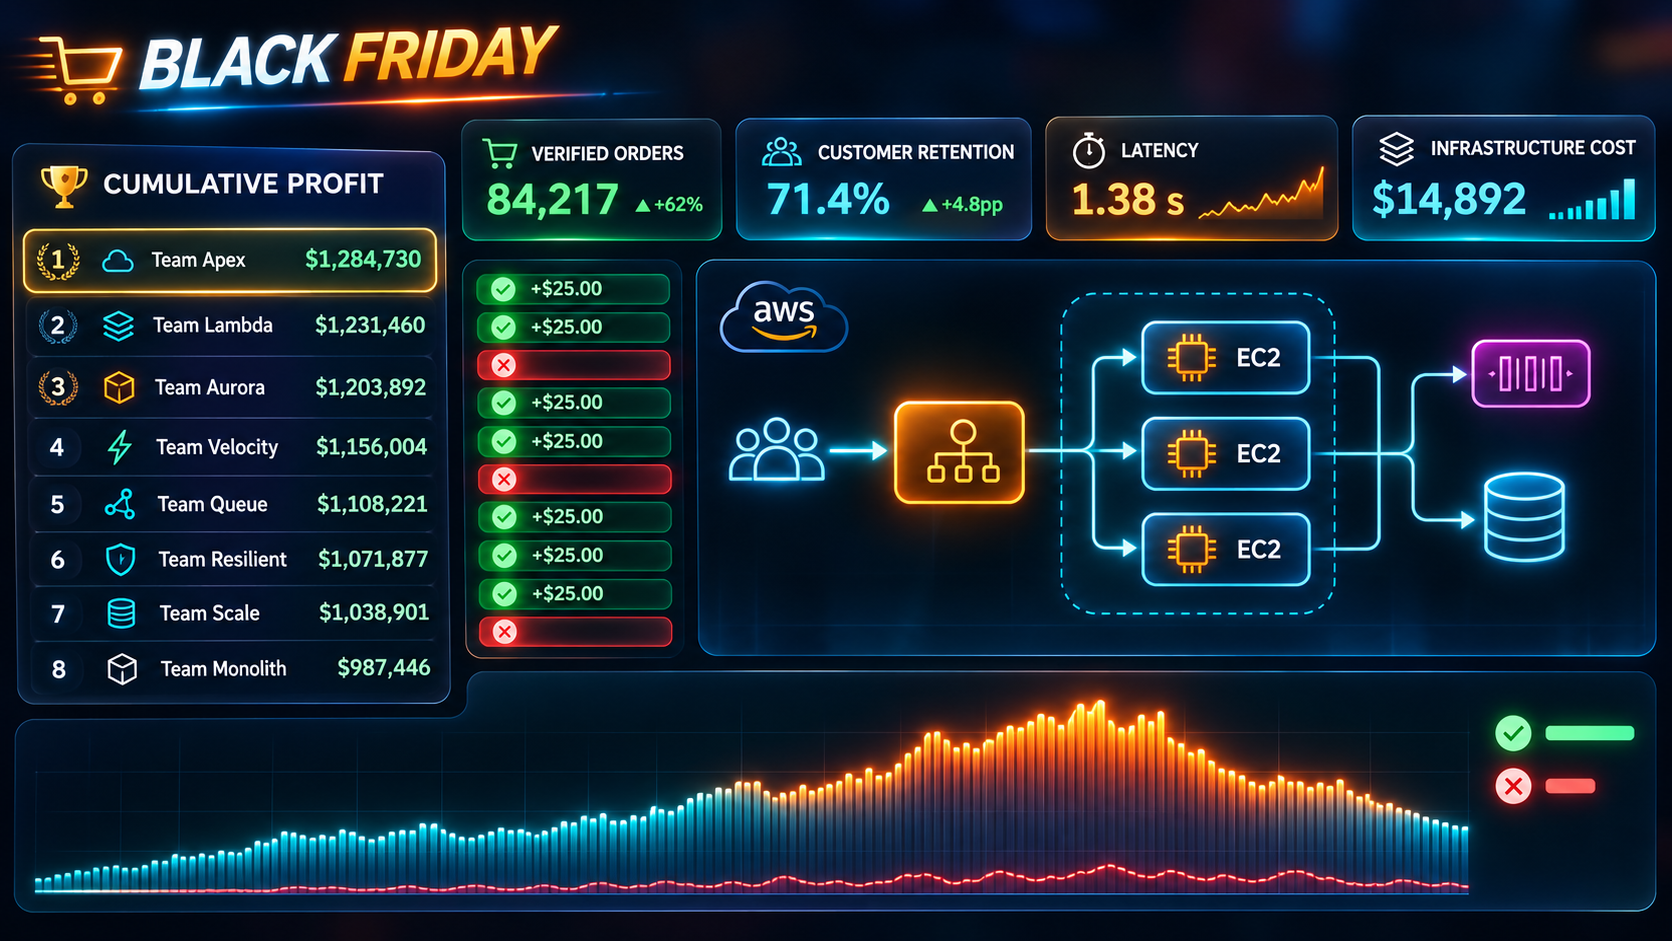 BLACK FRIDAY
CUMULATIVE PROFIT
1 Team Apex $1,284,730
2 Team Lambda $1,231,460
3 Team Aurora $1,203,892
4 Team Velocity $1,156,004
5 Team Queue $1,108,221
6 Team Resilient $1,071,877
7 Team Scale $1,038,901
8 Team Monolith $987,446
VERIFIED ORDERS
84,217 ▲+62%
CUSTOMER RETENTION
71.4% ▲+4.8pp
LATENCY
1.38 s
INFRASTRUCTURE COST
$14,892
+$25.00
+$25.00
+$25.00
+$25.00
+$25.00
+$25.00
+$25.00
aws
EC2
EC2
EC2